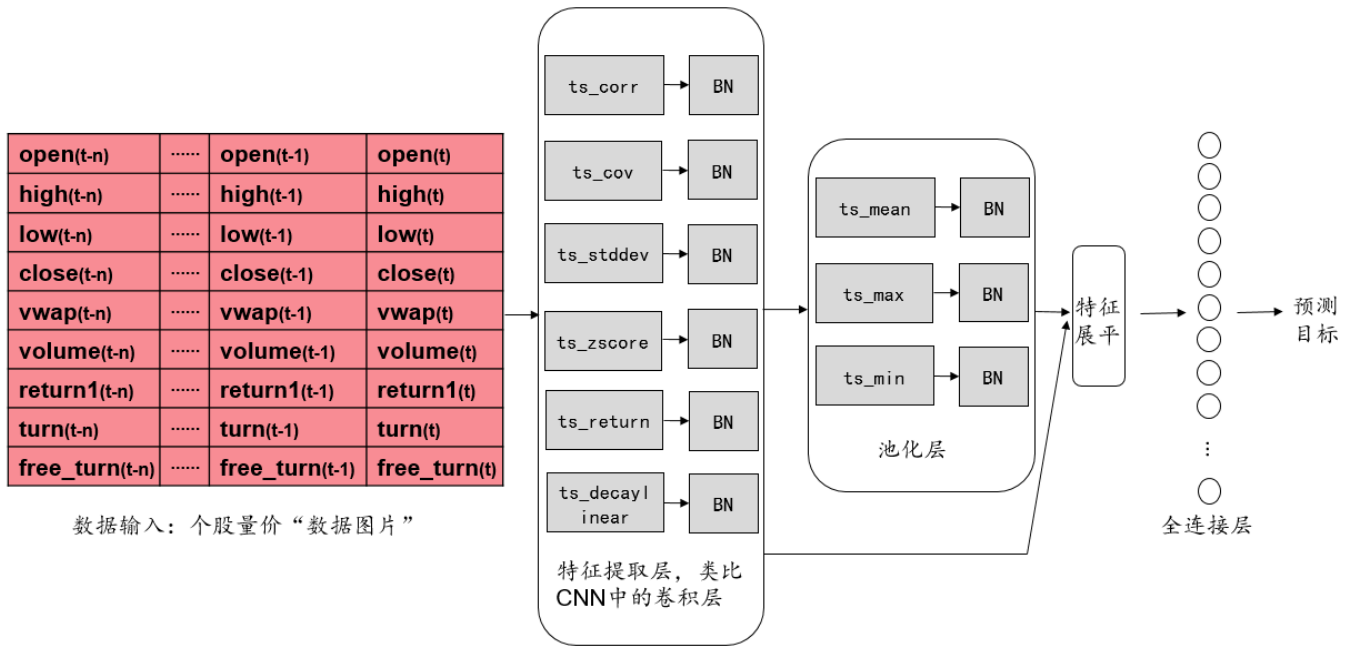 open(t-n) ...... open(t-1) open(t)
high(t-n) ...... high(t-1) high(t)
low(t-n) ...... low(t-1) low(t)
close(t-n) ...... close(t-1) close(t)
vwap(t-n) ...... vwap(t-1) vwap(t)
volume(t-n) ...... volume(t-1) volume(t)
return1(t-n) ...... return1(t-1) return1(t)
turn(t-n) ...... turn(t-1) turn(t)
free_turn(t-n) ...... free_turn(t-1) free_turn(t)
数据输入：个股量价“数据图片”
ts_corr BN
ts_cov BN
ts_stddev BN
ts_zscore BN
ts_return BN
ts_decayl
inear
BN
特征提取层，类比
CNN中的卷积层
ts_mean BN
ts_max BN
ts_min BN
池化层
特征
展平
⋮
全连接层
预测
目标